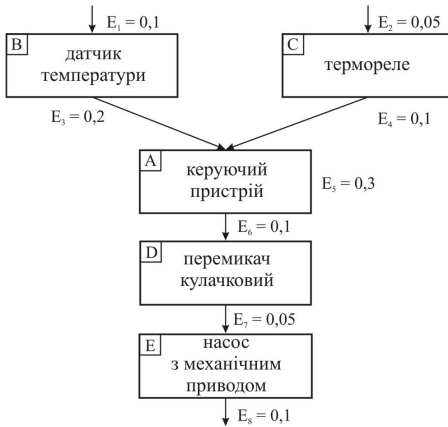 E₁ = 0,1
E₂ = 0,05
B
датчик
температури
C
термореле
E₃ = 0,2
E₄ = 0,1
A
керуючий
пристрій
E₅ = 0,3
E₆ = 0,1
D
перемикач
кулачковий
E₇ = 0,05
E
насос
з механічним
приводом
E₈ = 0,1